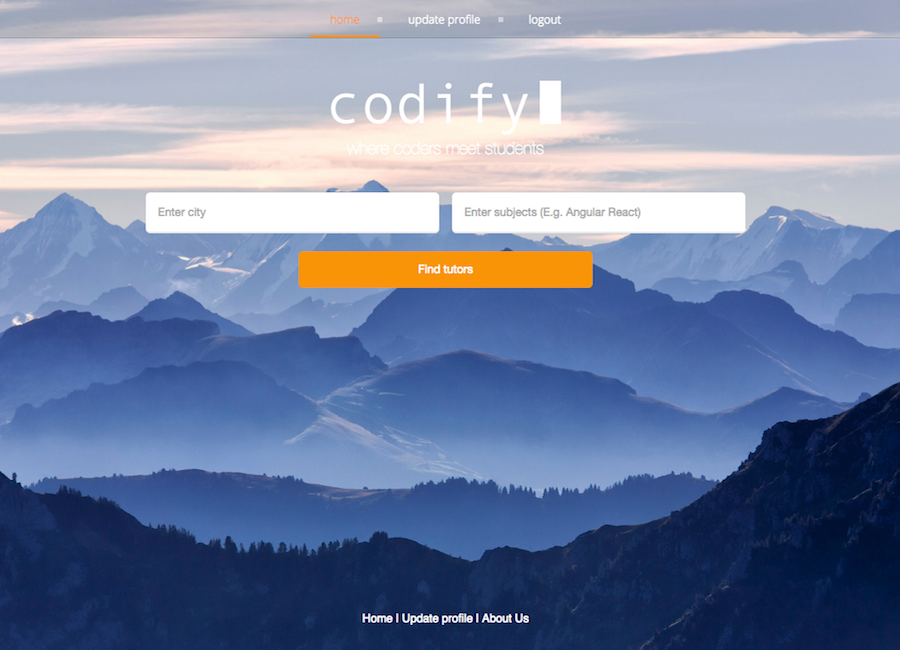 home update profile logout
codify
where coders meet students
Enter city Enter subjects (E.g. Angular React)
Find tutors
Home | Update profile | About Us